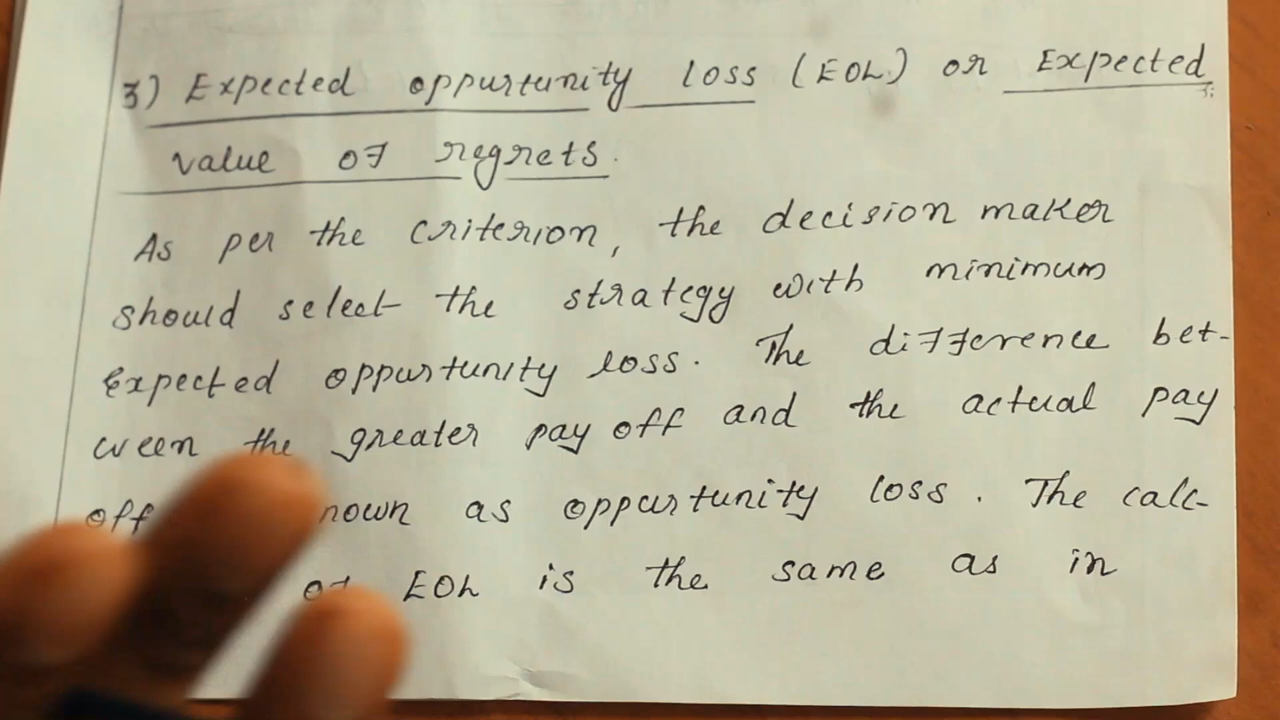 3) Expected oppurtunity loss (EOL) or Expected
value of regrets.
As per the criterion, the decision maker
should select the strategy with minimum
Expected oppurtunity loss. The difference bet-
ween the greater pay off and the actual pay
off nown as oppurtunity loss. The calc-
of EOL is the same as in